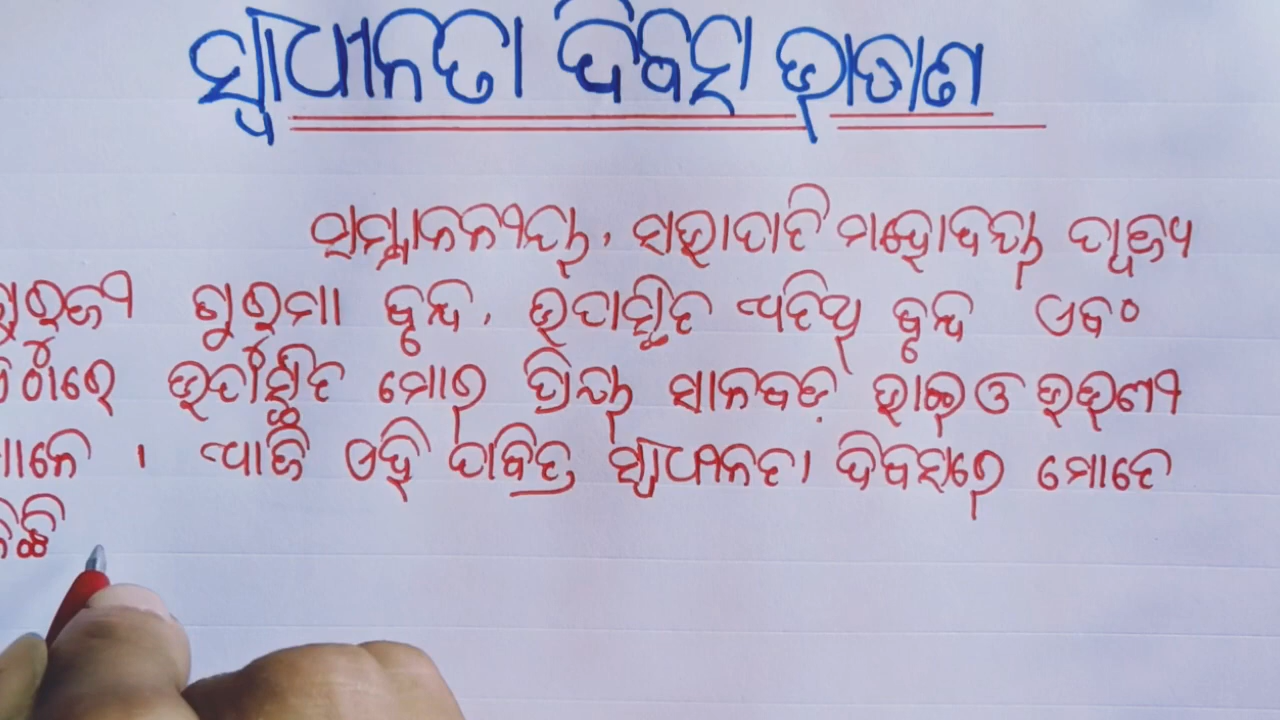 ସ୍ୱାଧୀନତା ଦିବସ ଭାଷଣ
ସମ୍ମାନନୀୟ, ସଭାପତି ମହୋଦୟ ପୂଜ୍ୟ
ଗୁରୁଜୀ ଗୁରୁମା ବୃନ୍ଦ, ଉପସ୍ଥିତ ଅତିଥି ବୃନ୍ଦ ଏବଂ
ଏଠାରେ ଉପସ୍ଥିତ ମୋର ପ୍ରିୟ ସାନବଡ଼ ଭାଇ ଓ ଭଉଣୀ
ମାନେ । ଆଜି ଏହି ପବିତ୍ର ସ୍ୱାଧୀନତା ଦିବସରେ ମୋତେ
କିଛି